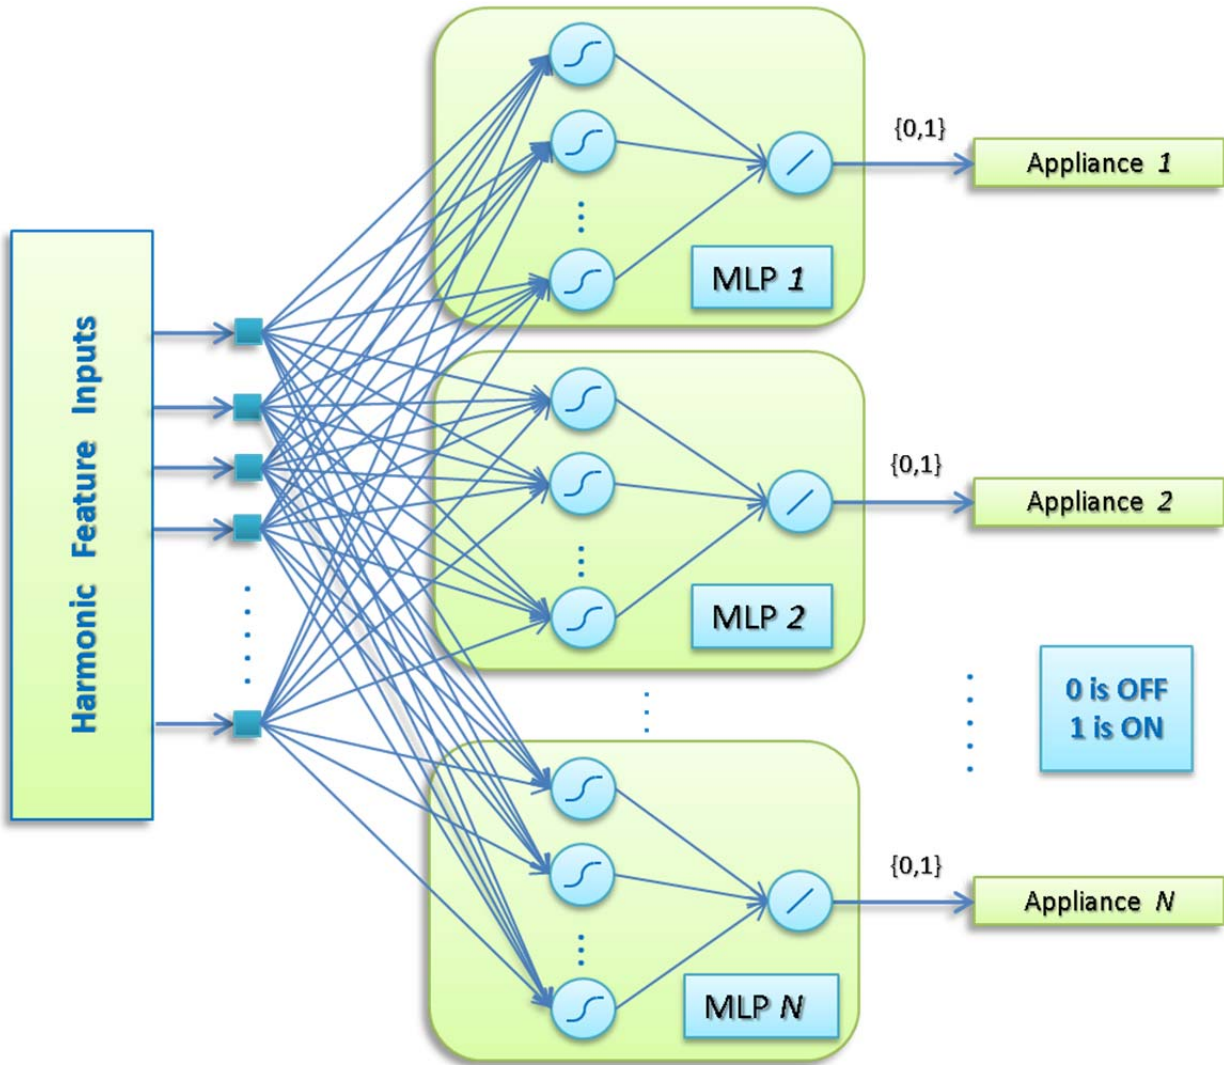 Harmonic Feature Inputs
{0,1}
Appliance 1
MLP 1
{0,1}
Appliance 2
MLP 2
0 is OFF
1 is ON
{0,1}
Appliance N
MLP N